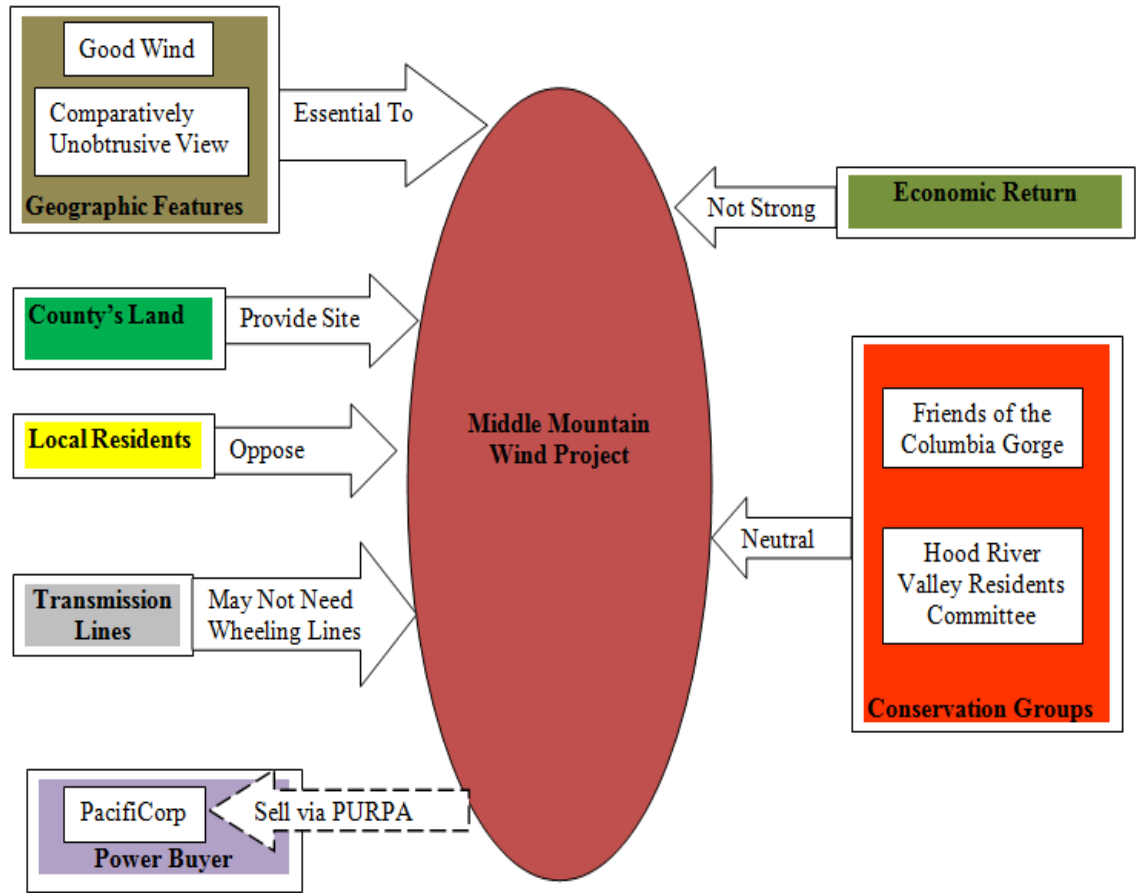 Good Wind
Comparatively
Unobtrusive View
Geographic Features
Essential To
Economic Return
Not Strong
County's Land
Provide Site
Local Residents
Oppose
Middle Mountain
Wind Project
Friends of the
Columbia Gorge
Hood River
Valley Residents
Committee
Conservation Groups
Neutral
Transmission
Lines
May Not Need
Wheeling Lines
PacifiCorp
Power Buyer
Sell via PURPA